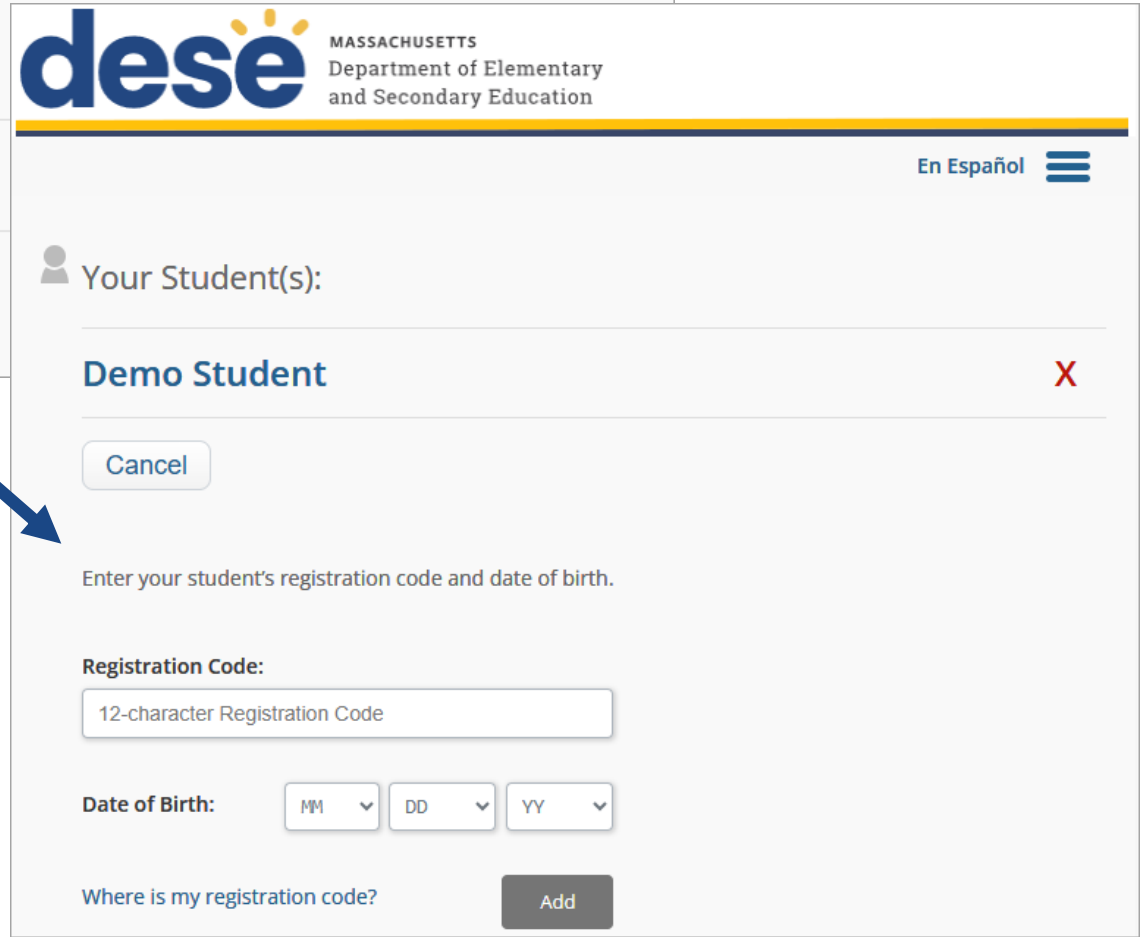 dese
MASSACHUSETTS
Department of Elementary
and Secondary Education
En Español
Your Student(s):
Demo Student
X
Cancel
Enter your student’s registration code and date of birth.
Registration Code:
12-character Registration Code
Date of Birth: MM DD YY
Where is my registration code? Add